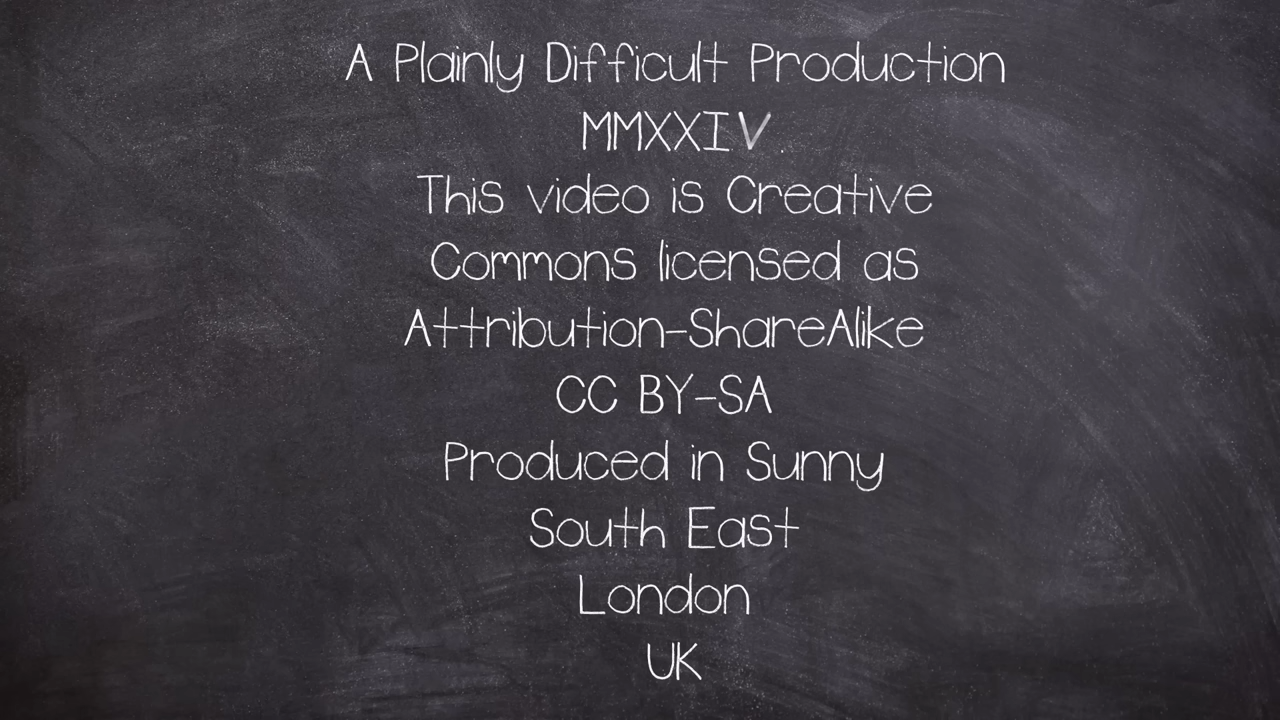 A Plainly Difficult Production
MMXXIV
This video is Creative
Commons licensed as
Attribution-ShareAlike
CC BY-SA
Produced in Sunny
South East
London
UK